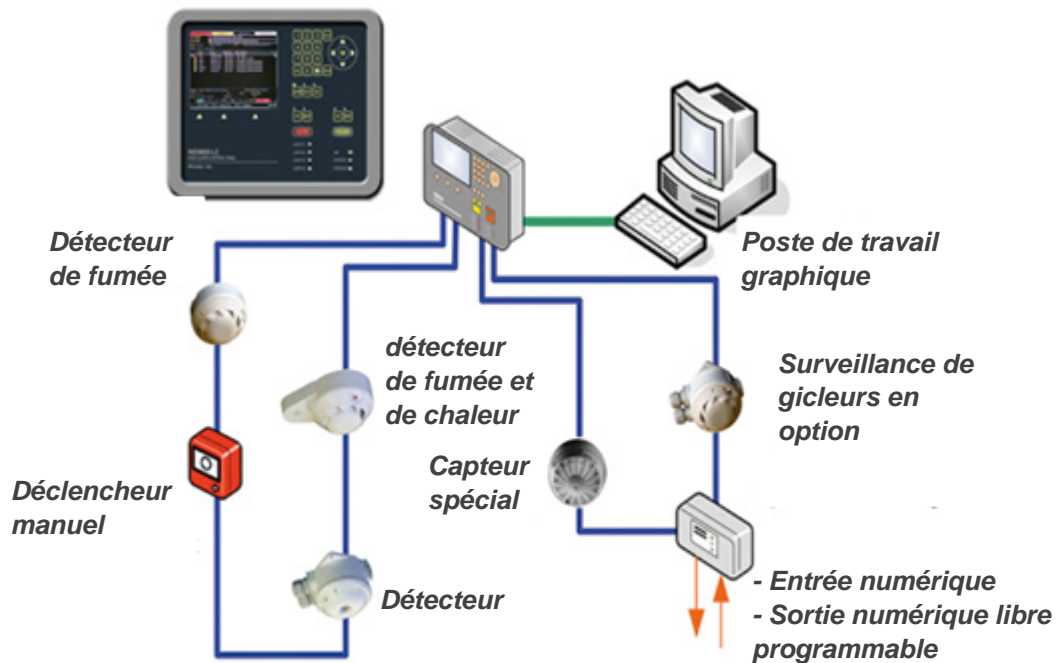 Détecteur
de fumée
Poste de travail
graphique
détecteur
de fumée et
de chaleur
Surveillance de
gicleurs en
option
Capteur
spécial
Déclencheur
manuel
Détecteur
- Entrée numérique
- Sortie numérique libre
programmable